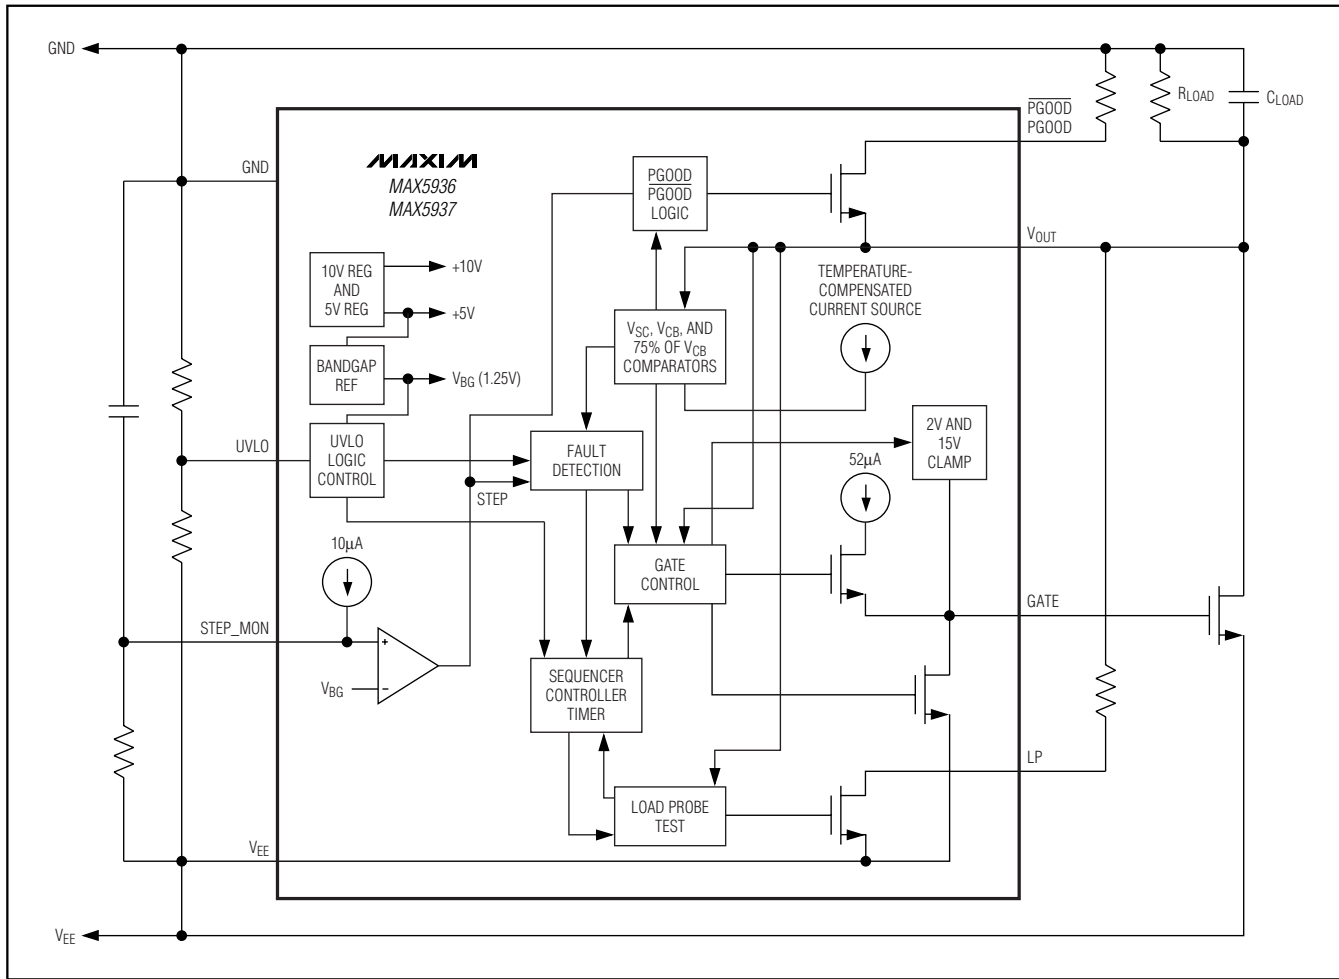 GND
PGOOD
PGOOD
RLOAD
CLOAD
GND
MAXIM
MAX5936
MAX5937
PGOOD
PGOOD
LOGIC
VOUT
10V REG
AND
5V REG
+10V
+5V
TEMPERATURE-
COMPENSATED
CURRENT SOURCE
VSC, VCB, AND
75% OF VCB
COMPARATORS
BANDGAP
REF
VBG (1.25V)
2V AND
15V
CLAMP
UVLO
UVLO
LOGIC
CONTROL
FAULT
DETECTION
52µA
STEP
10µA
GATE
CONTROL
GATE
STEP_MON
+
VBG
–
SEQUENCER
CONTROLLER
TIMER
LP
LOAD PROBE
TEST
VEE
VEE